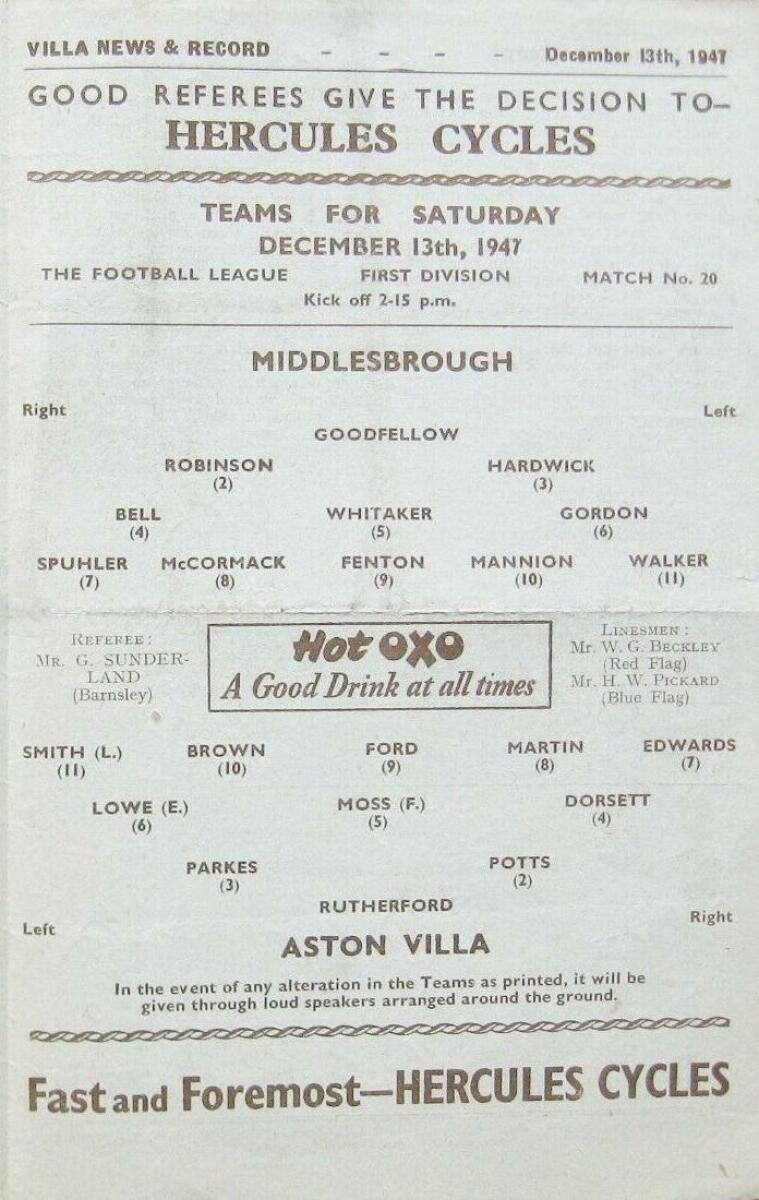 VILLA NEWS & RECORD - - - - December 13th, 1947
GOOD REFEREES GIVE THE DECISION TO—
HERCULES CYCLES
TEAMS FOR SATURDAY
DECEMBER 13th, 1947
THE FOOTBALL LEAGUE FIRST DIVISION MATCH No. 20
Kick off 2-15 p.m.
MIDDLESBROUGH
Right Left
GOODFELLOW
ROBINSON HARDWICK
(2) (3)
BELL WHITAKER GORDON
(4) (5) (6)
SPUHLER McCORMACK FENTON MANNION WALKER
(7) (8) (9) (10) (11)
REFEREE:
MR. G. SUNDER-
LAND
(Barnsley)
Hot OXO
A Good Drink at all times
LINESMEN :
Mr. W. G. BECKLEY
(Red Flag)
Mr. H. W. PICKARD
(Blue Flag)
SMITH (L.) BROWN FORD MARTIN EDWARDS
(11) (10) (9) (8) (7)
LOWE (E.) MOSS (F.) DORSETT
(6) (5) (4)
PARKES POTTS
(3) (2)
RUTHERFORD
Left Right
ASTON VILLA
In the event of any alteration in the Teams as printed, it will be
given through loud speakers arranged around the ground.
Fast and Foremost—HERCULES CYCLES